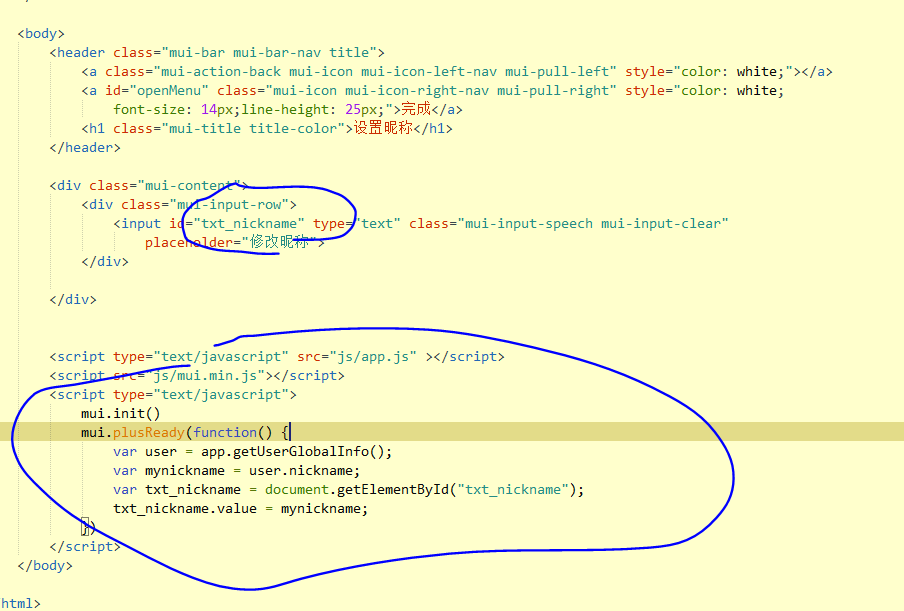 <body>
<header class="mui-bar mui-bar-nav title">
<a class="mui-action-back mui-icon mui-icon-left-nav mui-pull-left" style="color: white;"></a>
<a id="openMenu" class="mui-icon mui-icon-right-nav mui-pull-right" style="color: white;
font-size: 14px;line-height: 25px;">完成</a>
<h1 class="mui-title title-color">设置昵称</h1>
</header>
<div class="mui-content">
<div class="mui-input-row">
<input id="txt_nickname" type="text" class="mui-input-speech mui-input-clear"
placeholder="修改昵称">
</div>
</div>
<script type="text/javascript" src="js/app.js" ></script>
<script src="js/mui.min.js"></script>
<script type="text/javascript">
mui.init()
mui.plusReady(function() {
var user = app.getUserGlobalInfo();
var mynickname = user.nickname;
var txt_nickname = document.getElementById("txt_nickname");
txt_nickname.value = mynickname;
})
</script>
</body>
html>